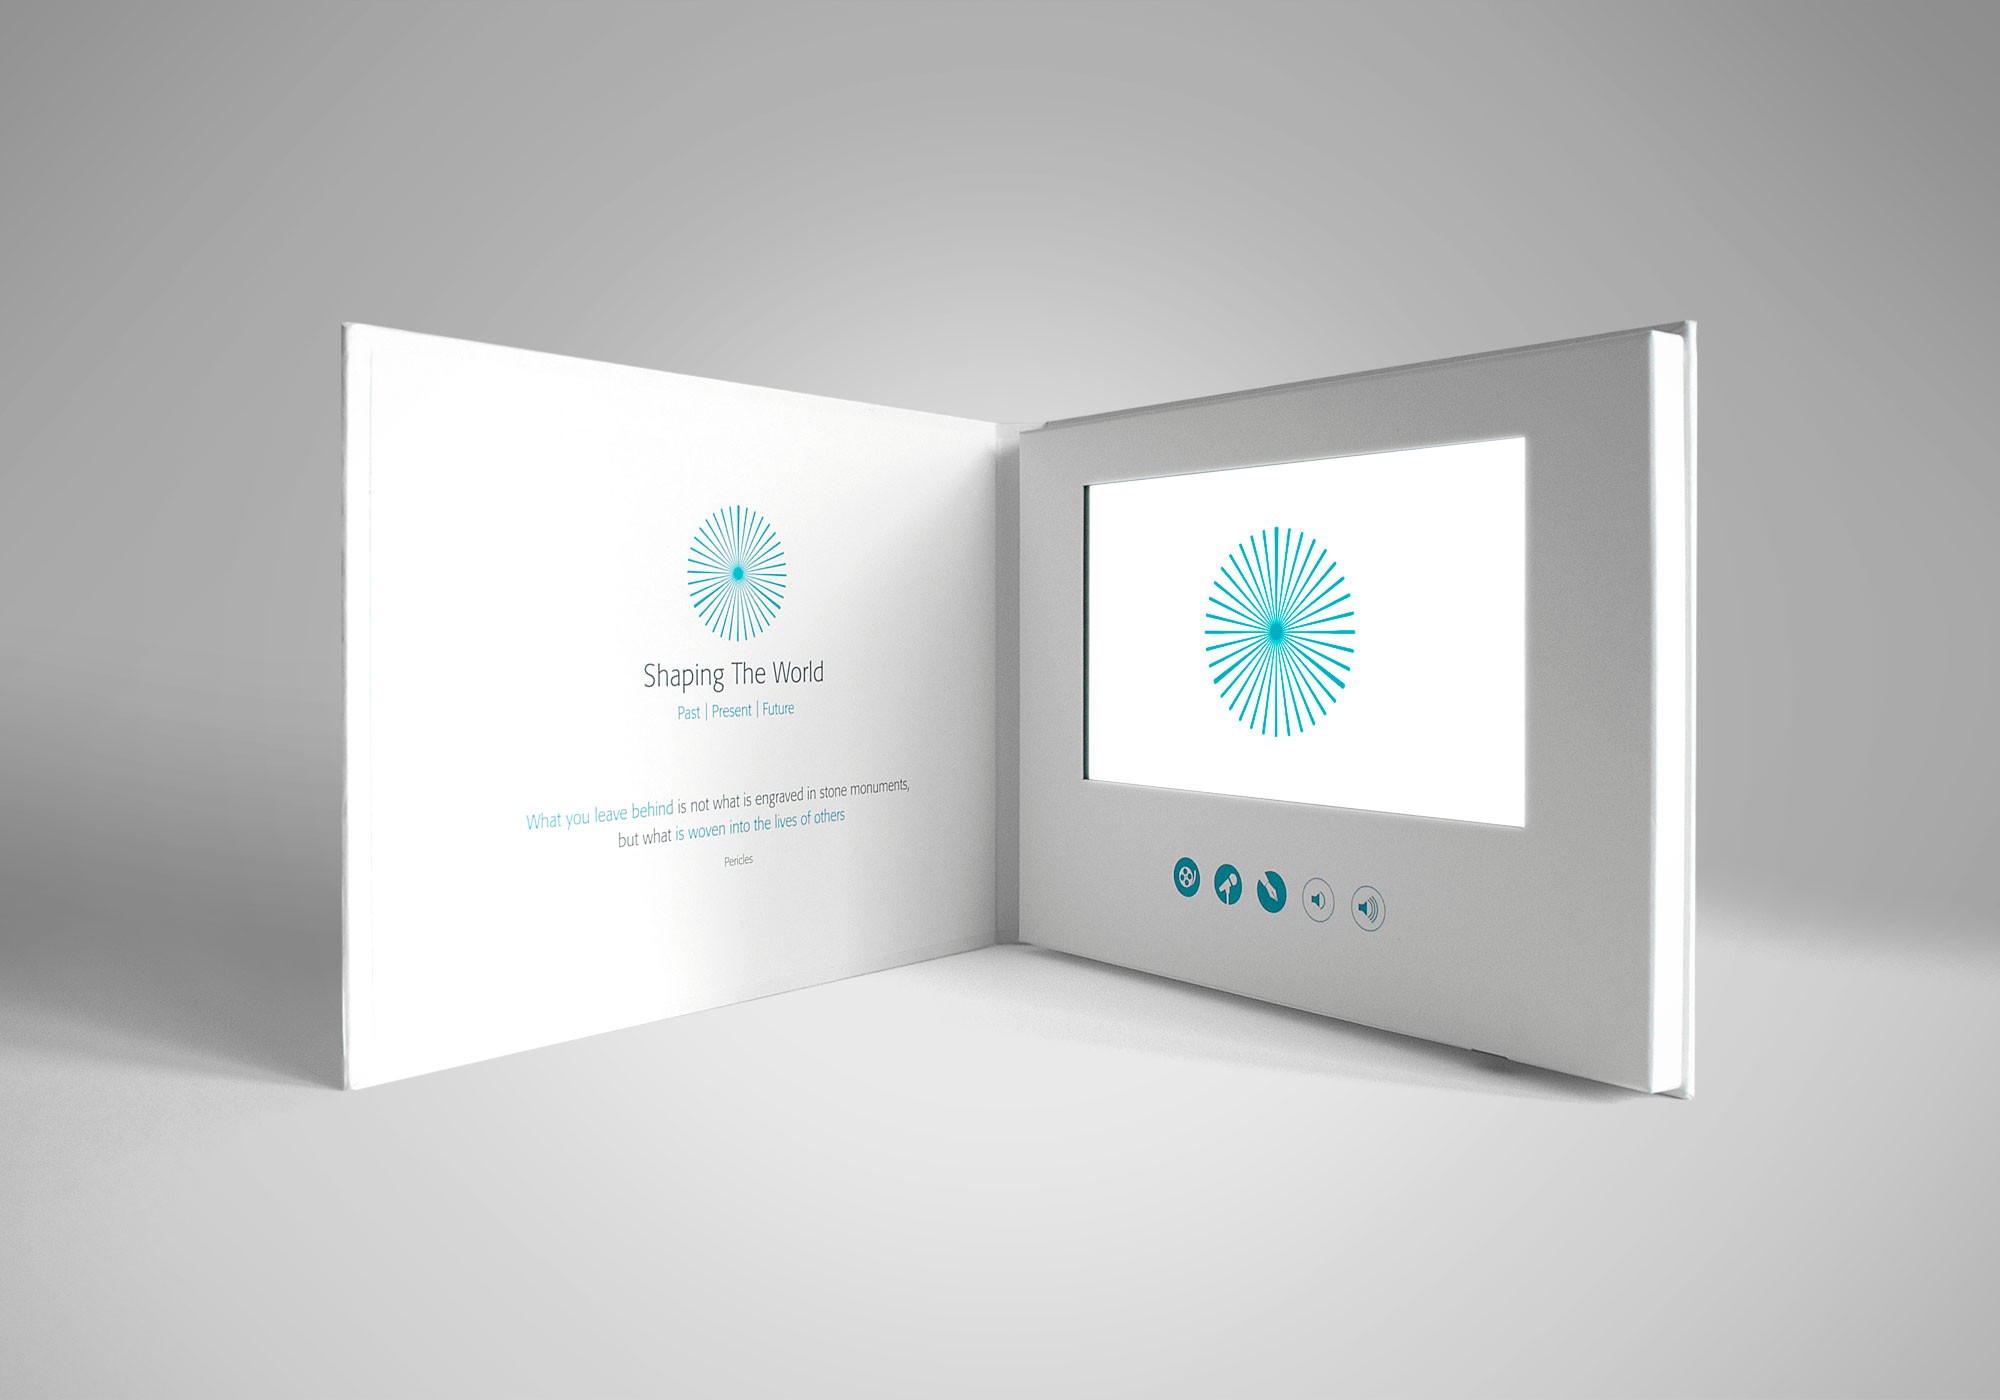 Shaping The World
Past | Present | Future
What you leave behind is not what is engraved in stone monuments,
but what is woven into the lives of others
Pericles